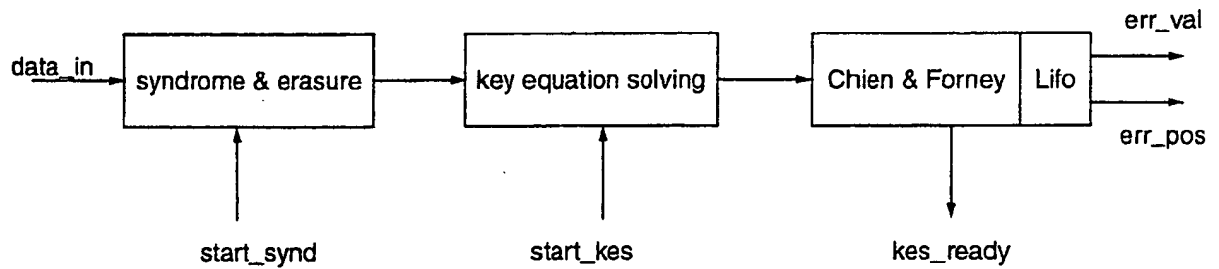 err_val
data_in
syndrome & erasure
key equation solving
Chien & Forney
Lifo
err_pos
start_synd
start_kes
kes_ready